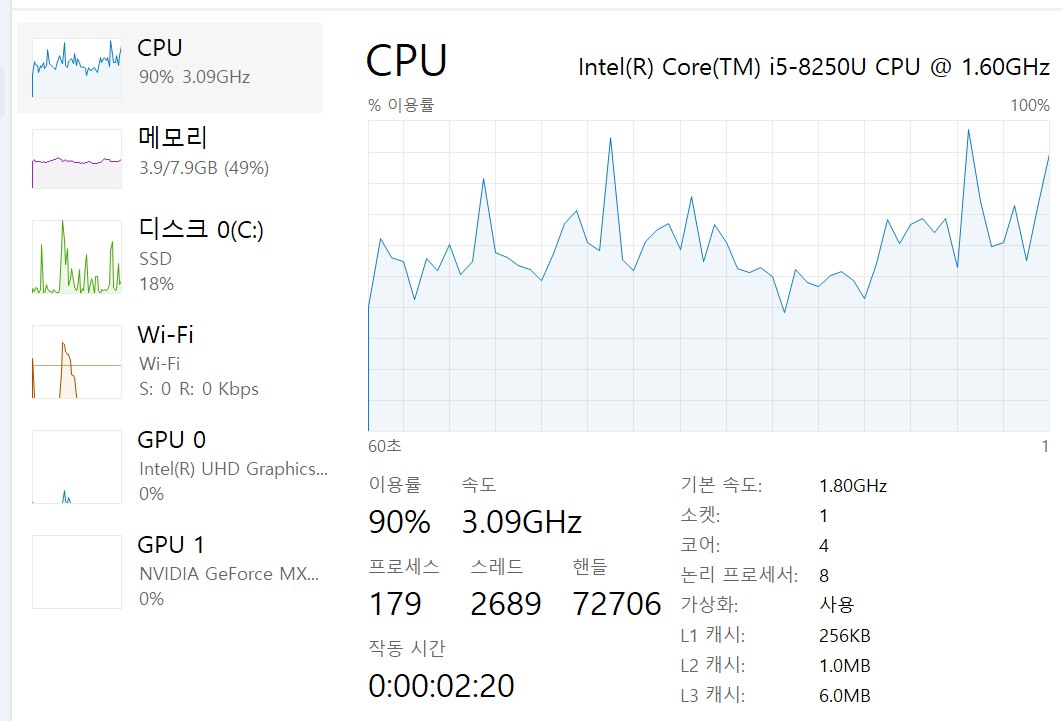 CPU
90% 3.09GHz
메모리
3.9/7.9GB (49%)
디스크 0(C:)
SSD
18%
Wi-Fi
Wi-Fi
S: 0 R: 0 Kbps
GPU 0
Intel(R) UHD Graphics...
0%
GPU 1
NVIDIA GeForce MX...
0%
CPU
Intel(R) Core(TM) i5-8250U CPU @ 1.60GHz
% 이용률 100%
60초 1
이용률 속도
90% 3.09GHz
프로세스 스레드 핸들
179 2689 72706
작동 시간
0:00:02:20
기본 속도: 1.80GHz
소켓: 1
코어: 4
논리 프로세서: 8
가상화: 사용
L1 캐시: 256KB
L2 캐시: 1.0MB
L3 캐시: 6.0MB